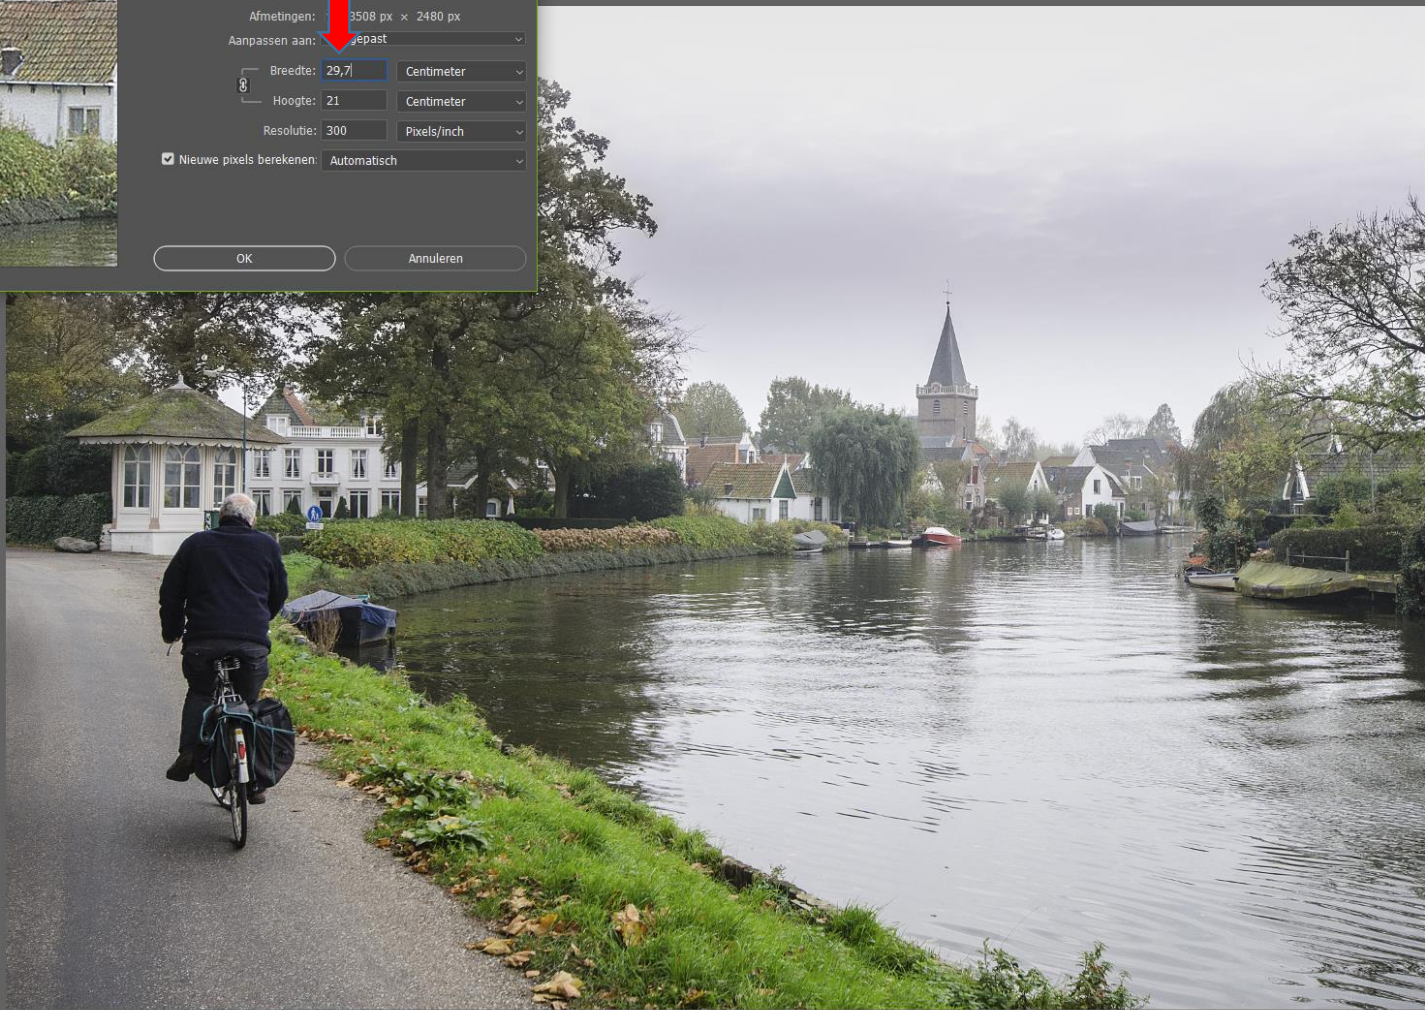 Afmetingen: 3508 px × 2480 px
Aanpassen aan:
Breedte: 29,7 Centimeter
Hoogte: 21 Centimeter
Resolutie: 300 Pixels/inch
Nieuwe pixels berekenen: Automatisch
OK Annuleren